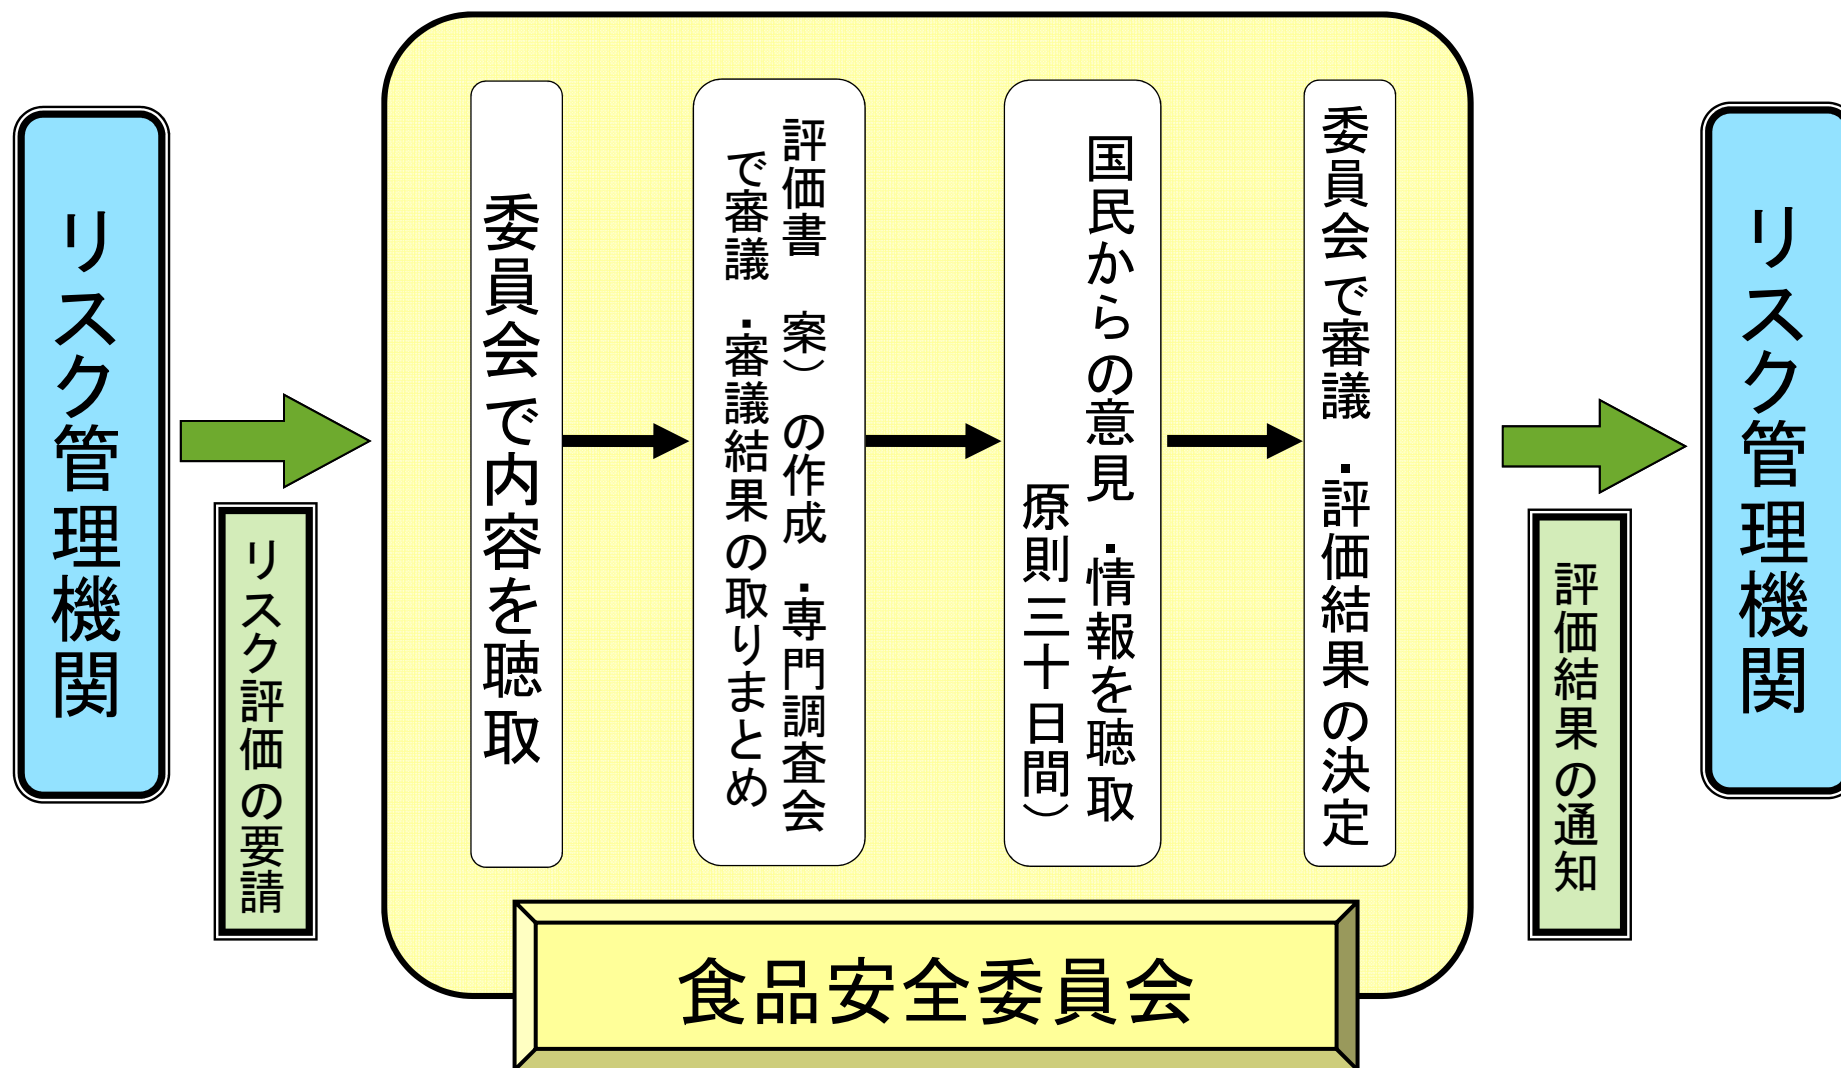 リスク管理機関
リスク評価の要請
委員会で内容を聴取
評価書 案）の作成・専門調査会
で審議・審議結果の取りまとめ
国民からの意見・情報を聴取
原則三十日間）
委員会で審議・評価結果の決定
評価結果の通知
リスク管理機関
食品安全委員会